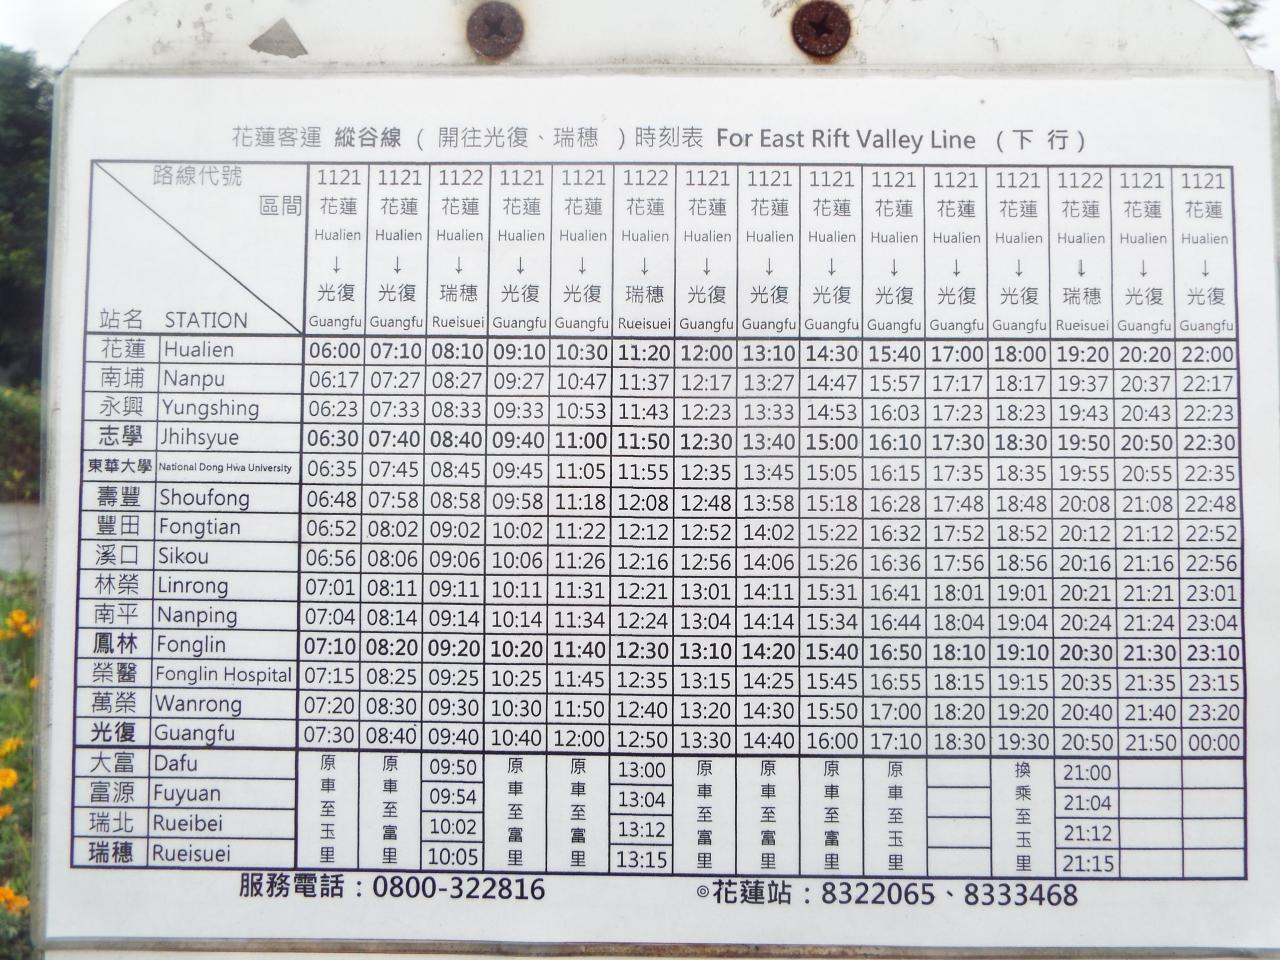 花蓮客運 縱谷線 ( 開往光復、瑞穗 ) 時刻表 For East Rift Valley Line ( 下 行 )
路線代號 1121 1121 1122 1121 1121 1122 1121 1121 1121 1121 1121 1121 1122 1121 1121
區間 花蓮 花蓮 花蓮 花蓮 花蓮 花蓮 花蓮 花蓮 花蓮 花蓮 花蓮 花蓮 花蓮 花蓮 花蓮
Hualien Hualien Hualien Hualien Hualien Hualien Hualien Hualien Hualien Hualien Hualien Hualien Hualien Hualien Hualien
↓ ↓ ↓ ↓ ↓ ↓ ↓ ↓ ↓ ↓ ↓ ↓ ↓ ↓ ↓
光復 光復 瑞穗 光復 光復 瑞穗 光復 光復 光復 光復 光復 光復 瑞穗 光復 光復
站名 STATION Guangfu Guangfu Rueisuei Guangfu Guangfu Rueisuei Guangfu Guangfu Guangfu Guangfu Guangfu Guangfu Rueisuei Guangfu Guangfu
花蓮 Hualien 06:00 07:10 08:10 09:10 10:30 11:20 12:00 13:10 14:30 15:40 17:00 18:00 19:20 20:20 22:00
南埔 Nanpu 06:17 07:27 08:27 09:27 10:47 11:37 12:17 13:27 14:47 15:57 17:17 18:17 19:37 20:37 22:17
永興 Yungshing 06:23 07:33 08:33 09:33 10:53 11:43 12:23 13:33 14:53 16:03 17:23 18:23 19:43 20:43 22:23
志學 Jhihsyue 06:30 07:40 08:40 09:40 11:00 11:50 12:30 13:40 15:00 16:10 17:30 18:30 19:50 20:50 22:30
東華大學 National Dong Hwa University 06:35 07:45 08:45 09:45 11:05 11:55 12:35 13:45 15:05 16:15 17:35 18:35 19:55 20:55 22:35
壽豐 Shoufong 06:48 07:58 08:58 09:58 11:18 12:08 12:48 13:58 15:18 16:28 17:48 18:48 20:08 21:08 22:48
豐田 Fongtian 06:52 08:02 09:02 10:02 11:22 12:12 12:52 14:02 15:22 16:32 17:52 18:52 20:12 21:12 22:52
溪口 Sikou 06:56 08:06 09:06 10:06 11:26 12:16 12:56 14:06 15:26 16:36 17:56 18:56 20:16 21:16 22:56
林榮 Linrong 07:01 08:11 09:11 10:11 11:31 12:21 13:01 14:11 15:31 16:41 18:01 19:01 20:21 21:21 23:01
南平 Nanping 07:04 08:14 09:14 10:14 11:34 12:24 13:04 14:14 15:34 16:44 18:04 19:04 20:24 21:24 23:04
鳳林 Fonglin 07:10 08:20 09:20 10:20 11:40 12:30 13:10 14:20 15:40 16:50 18:10 19:10 20:30 21:30 23:10
榮醫 Fonglin Hospital 07:15 08:25 09:25 10:25 11:45 12:35 13:15 14:25 15:45 16:55 18:15 19:15 20:35 21:35 23:15
萬榮 Wanrong 07:20 08:30 09:30 10:30 11:50 12:40 13:20 14:30 15:50 17:00 18:20 19:20 20:40 21:40 23:20
光復 Guangfu 07:30 08:40 09:40 10:40 12:00 12:50 13:30 14:40 16:00 17:10 18:30 19:30 20:50 21:50 00:00
大富 Dafu 原車至玉里 原車至富里 09:50 原車至富里 原車至富里 13:00 原車至富里 原車至富里 原車至富里 原車至玉里 換乘至玉里 21:00
富源 Fuyuan 09:54 13:04 21:04
瑞北 Rueibei 10:02 13:12 21:12
瑞穗 Rueisuei 10:05 13:15 21:15
服務電話：0800-322816 ◎花蓮站：8322065、8333468